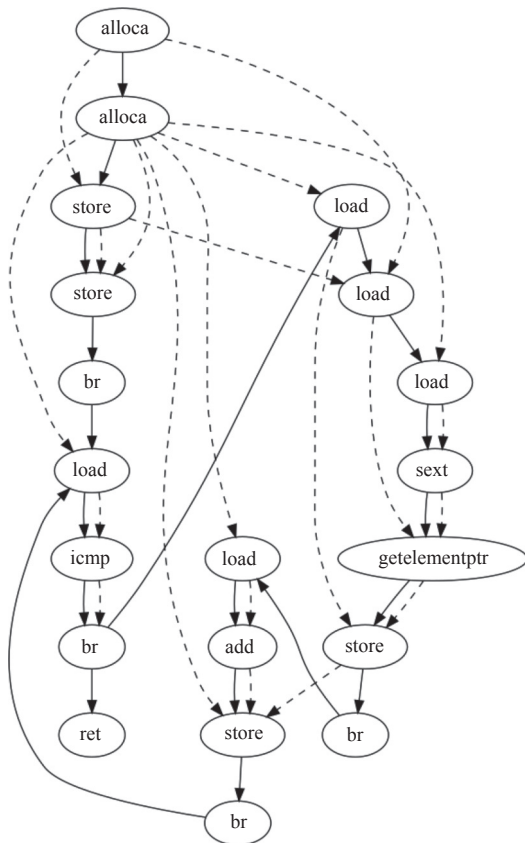 alloca
alloca
store load
store load
br load
load sext
icmp load getelementptr
br add store
ret store br
br